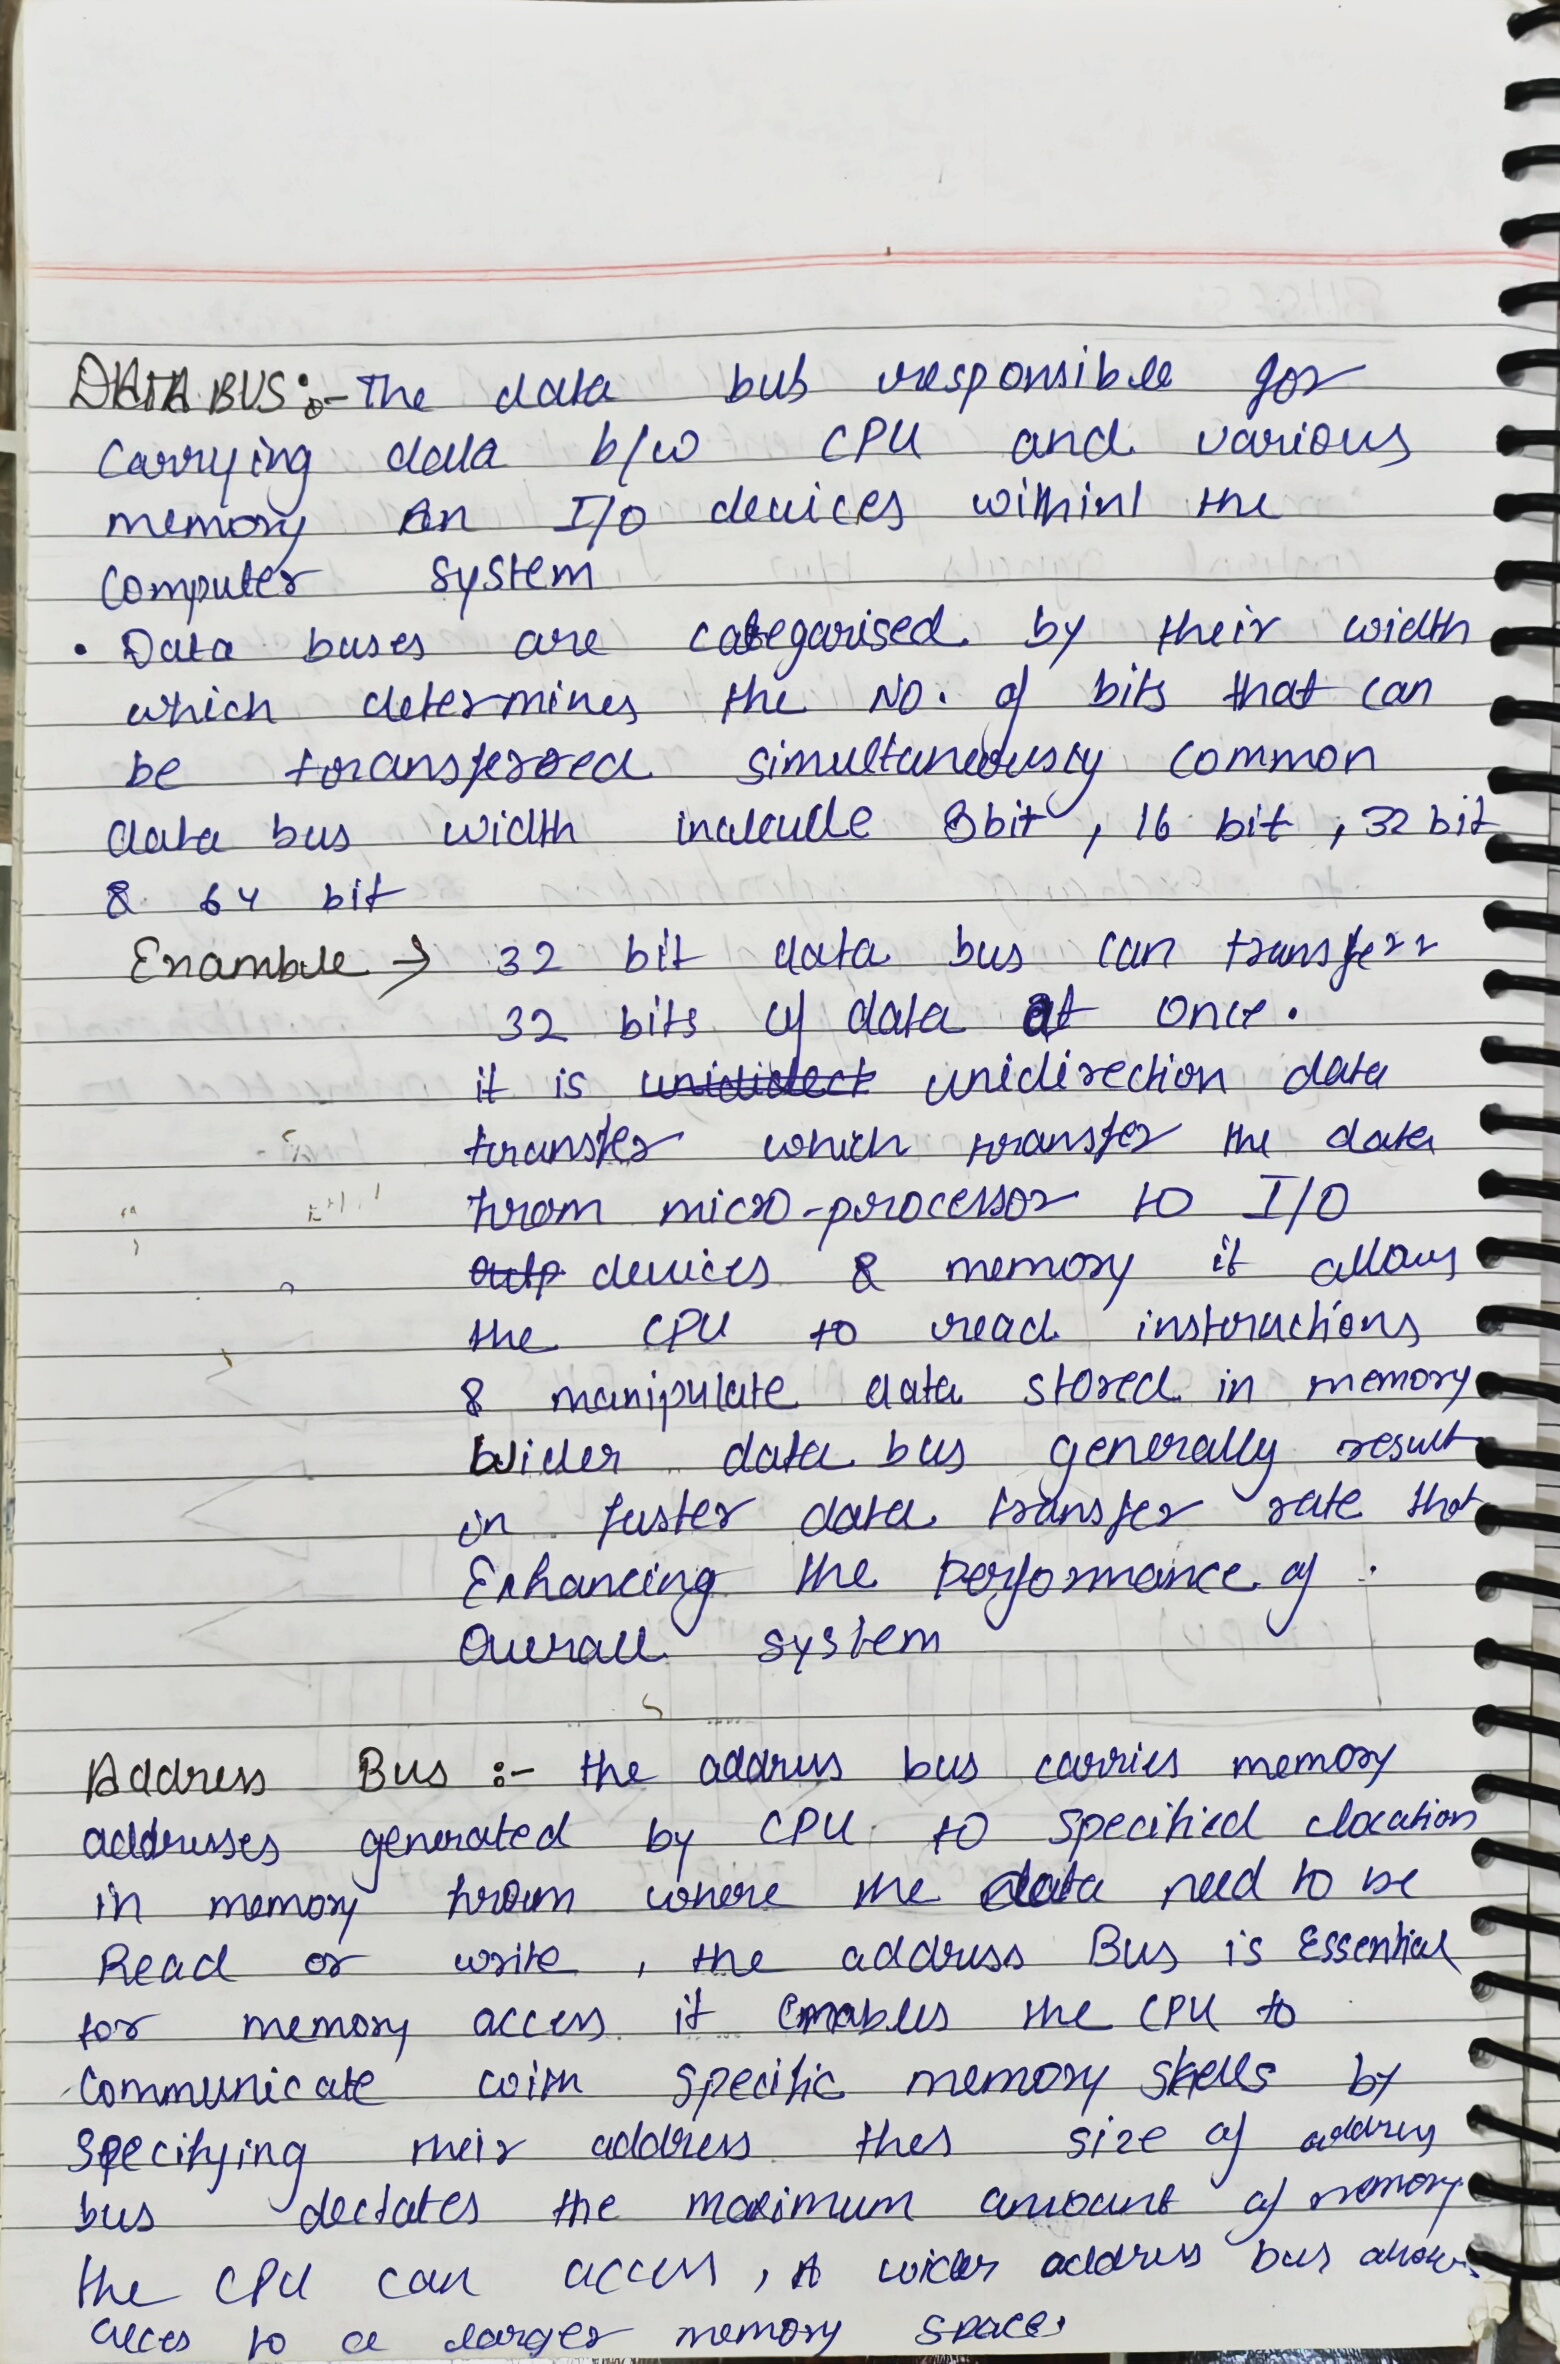 DATA BUS :- The data bus responsible for
Carrying data b/w CPU and various
memory an I/O devices within the
Computer system
• Data buses are categarised by their width
which determines the No. of bits that can
be transferred simultaneously common
data bus width include 8bit , 16 bit , 32 bit
& 64 bit
Example → 32 bit data bus can transferr
32 bits of data at once.
it is unidirection data
transfer which transfer the data
from micro-processor to I/O
devices & memory it allows
the CPU to read instructions
& manipulate data stored in memory
Wider data bus generally result
in faster data transfer rate that
Enhancing the performance of
Overall system
Address Bus :- the address bus carries memory
addresses generated by CPU to specified location
in memory from where the data need to be
Read or write , the address Bus is Essential
for memory access it Enables the CPU to
Communicate with specific memory by
Specifying their address thes size of address
bus dectates the maximum amount of memory
the CPU can access , A wider address bus allows
acces to a larger memory space.